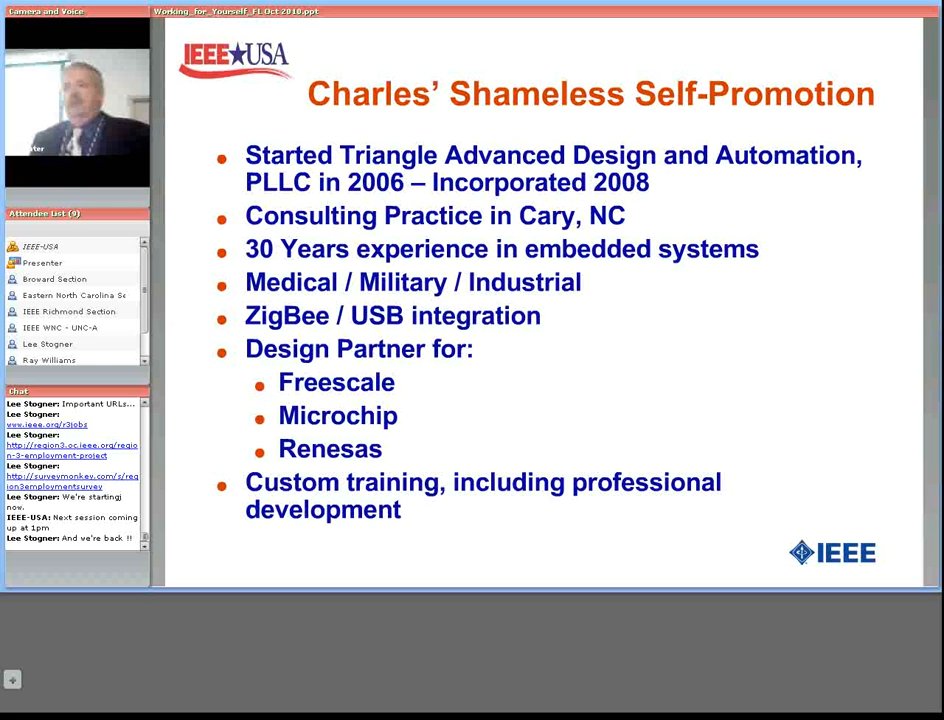 Camera and Voice
Working_for_Yourself_FL Oct 2010.ppt
IEEE USA
Charles’ Shameless Self-Promotion
Started Triangle Advanced Design and Automation,
PLLC in 2006 – Incorporated 2008
Consulting Practice in Cary, NC
30 Years experience in embedded systems
Medical / Military / Industrial
ZigBee / USB integration
Design Partner for:
Freescale
Microchip
Renesas
Custom training, including professional
development
IEEE
Attendee List (9)
IEEE-USA
Presenter
Broward Section
Eastern North Carolina Se
IEEE Richmond Section
IEEE WNC - UNC-A
Lee Stogner
Ray Williams
Chat
Lee Stogner: Important URLs...
Lee Stogner:
www.ieee.org/r3jobs
Lee Stogner:
http://region3.oc.ieee.org/regio
n-3-employment-project
Lee Stogner:
http://surveymonkey.com/s/reg
ion3employmentsurvey
Lee Stogner: We're startingj
now.
IEEE-USA: Next session coming
up at 1pm
Lee Stogner: And we're back !!